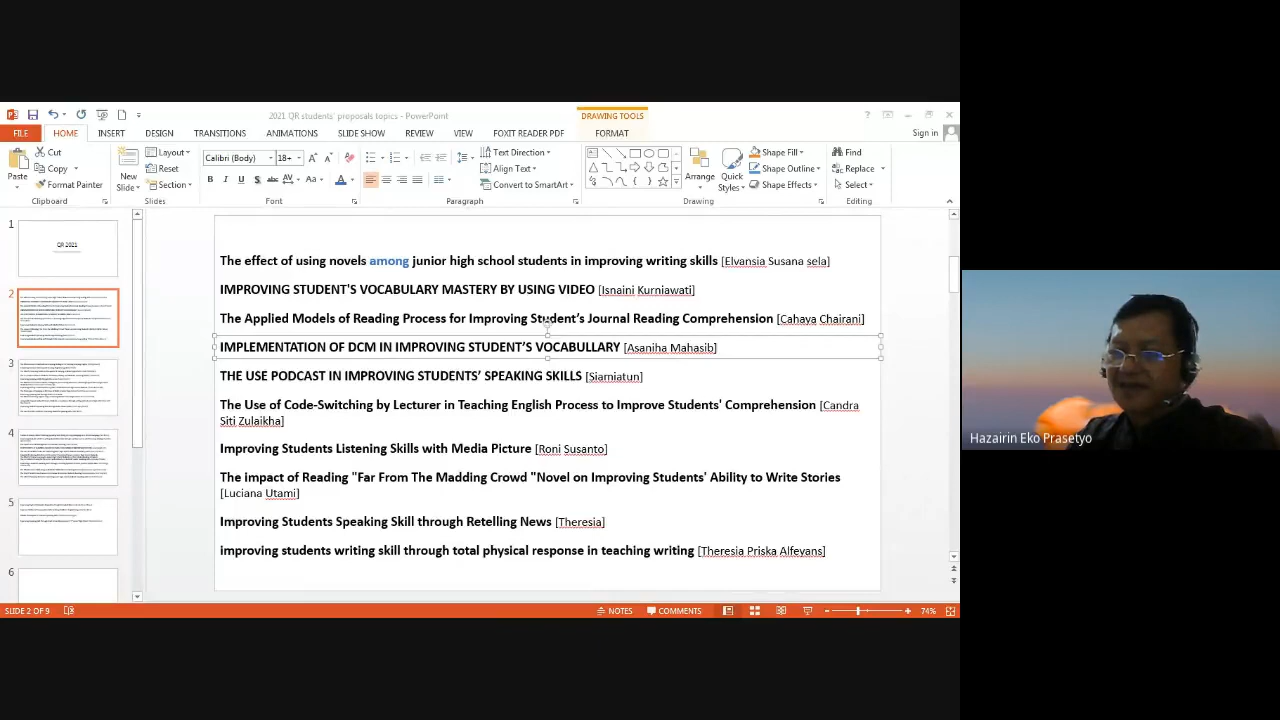 2021 QR students' proposals topics - PowerPoint
DRAWING TOOLS
FILE HOME INSERT DESIGN TRANSITIONS ANIMATIONS SLIDE SHOW REVIEW VIEW FOXIT READER PDF FORMAT Sign in
Paste
Cut
Copy
Format Painter
Clipboard
New Slide
Layout
Reset
Section
Slides
Calibri (Body) 18+
B I U S abc AV Aa A
Font
Text Direction
Align Text
Convert to SmartArt
Paragraph
Arrange
Quick Styles
Shape Fill
Shape Outline
Shape Effects
Drawing
Find
Replace
Select
Editing
1
QR 2021
2
3
4
5
6
The effect of using novels among junior high school students in improving writing skills [Elvansia Susana sela]
IMPROVING STUDENT'S VOCABULARY MASTERY BY USING VIDEO [Isnaini Kurniawati]
The Applied Models of Reading Process for Improving Student's Journal Reading Comprehension [Cahaya Chairani]
IMPLEMENTATION OF DCM IN IMPROVING STUDENT'S VOCABULLARY [Asaniha Mahasib]
THE USE PODCAST IN IMPROVING STUDENTS' SPEAKING SKILLS [Siamiatun]
The Use of Code-Switching by Lecturer in Teaching English Process to Improve Students' Comprehension [Candra
Siti Zulaikha]
Improving Students Listening Skills with Media Picture [Roni Susanto]
The impact of Reading "Far From The Madding Crowd "Novel on Improving Students' Ability to Write Stories
[Luciana Utami]
Improving Students Speaking Skill through Retelling News [Theresia]
improving students writing skill through total physical response in teaching writing [Theresia Priska Alfeyans]
SLIDE 2 OF 9 NOTES COMMENTS 74%
Hazairin Eko Prasetyo